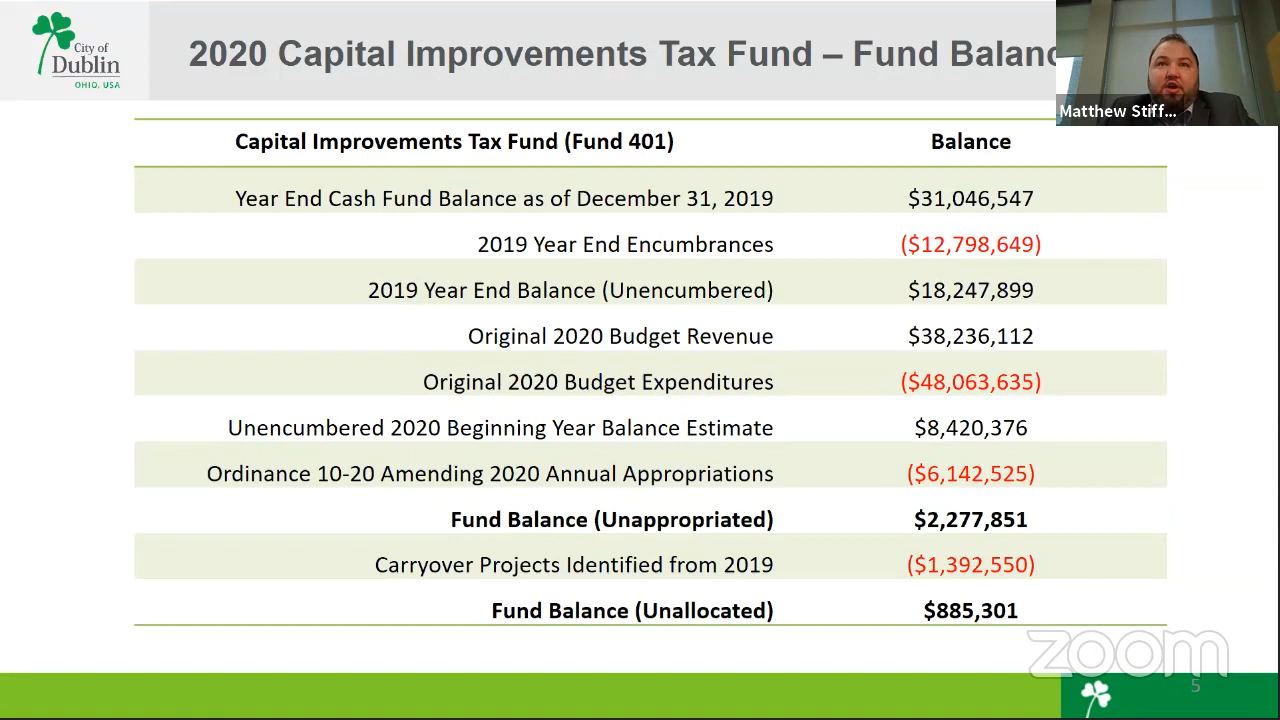 City of
Dublin
OHIO, USA
2020 Capital Improvements Tax Fund – Fund Balanc
Matthew Stiff...
Capital Improvements Tax Fund (Fund 401) Balance
Year End Cash Fund Balance as of December 31, 2019 $31,046,547
2019 Year End Encumbrances ($12,798,649)
2019 Year End Balance (Unencumbered) $18,247,899
Original 2020 Budget Revenue $38,236,112
Original 2020 Budget Expenditures ($48,063,635)
Unencumbered 2020 Beginning Year Balance Estimate $8,420,376
Ordinance 10-20 Amending 2020 Annual Appropriations ($6,142,525)
Fund Balance (Unappropriated) $2,277,851
Carryover Projects Identified from 2019 ($1,392,550)
Fund Balance (Unallocated) $885,301
zoom
5